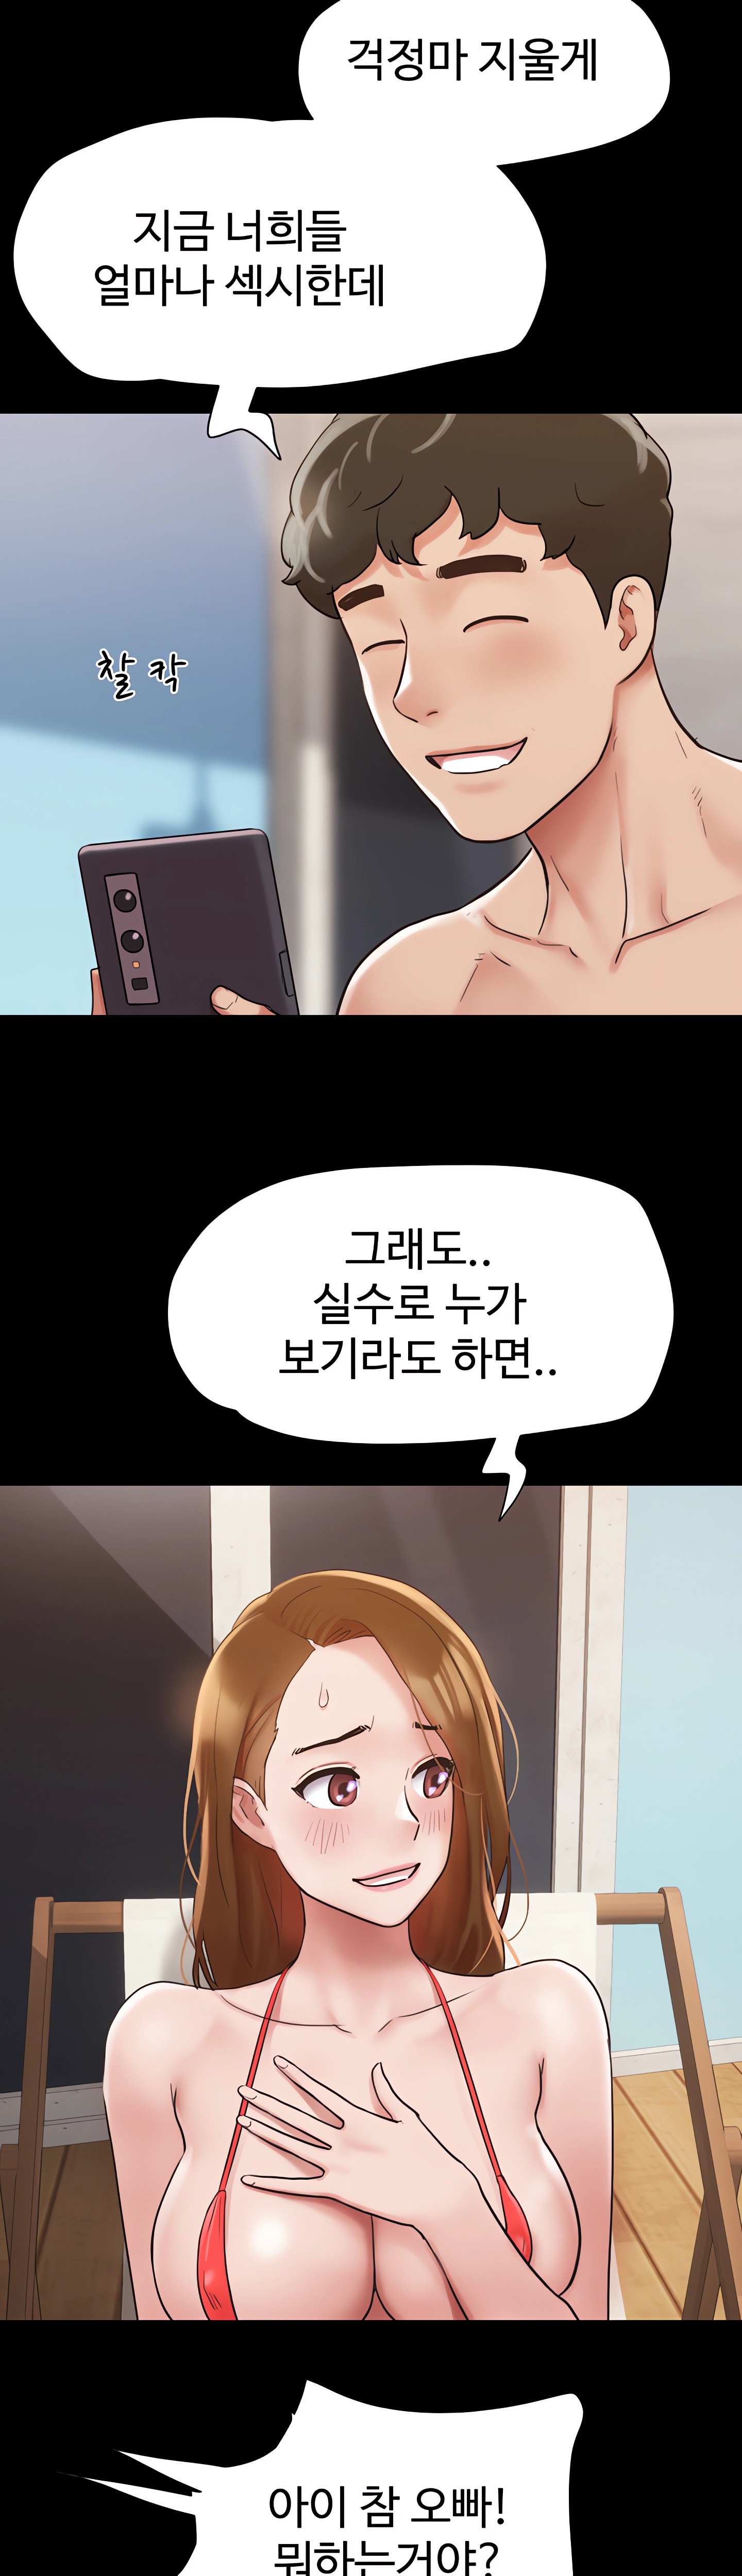 걱정마 지울게
지금 너희들
얼마나 섹시한데
찰칵
그래도..
실수로 누가
보기라도 하면..
아이 참 오빠!
뭐하는거야?